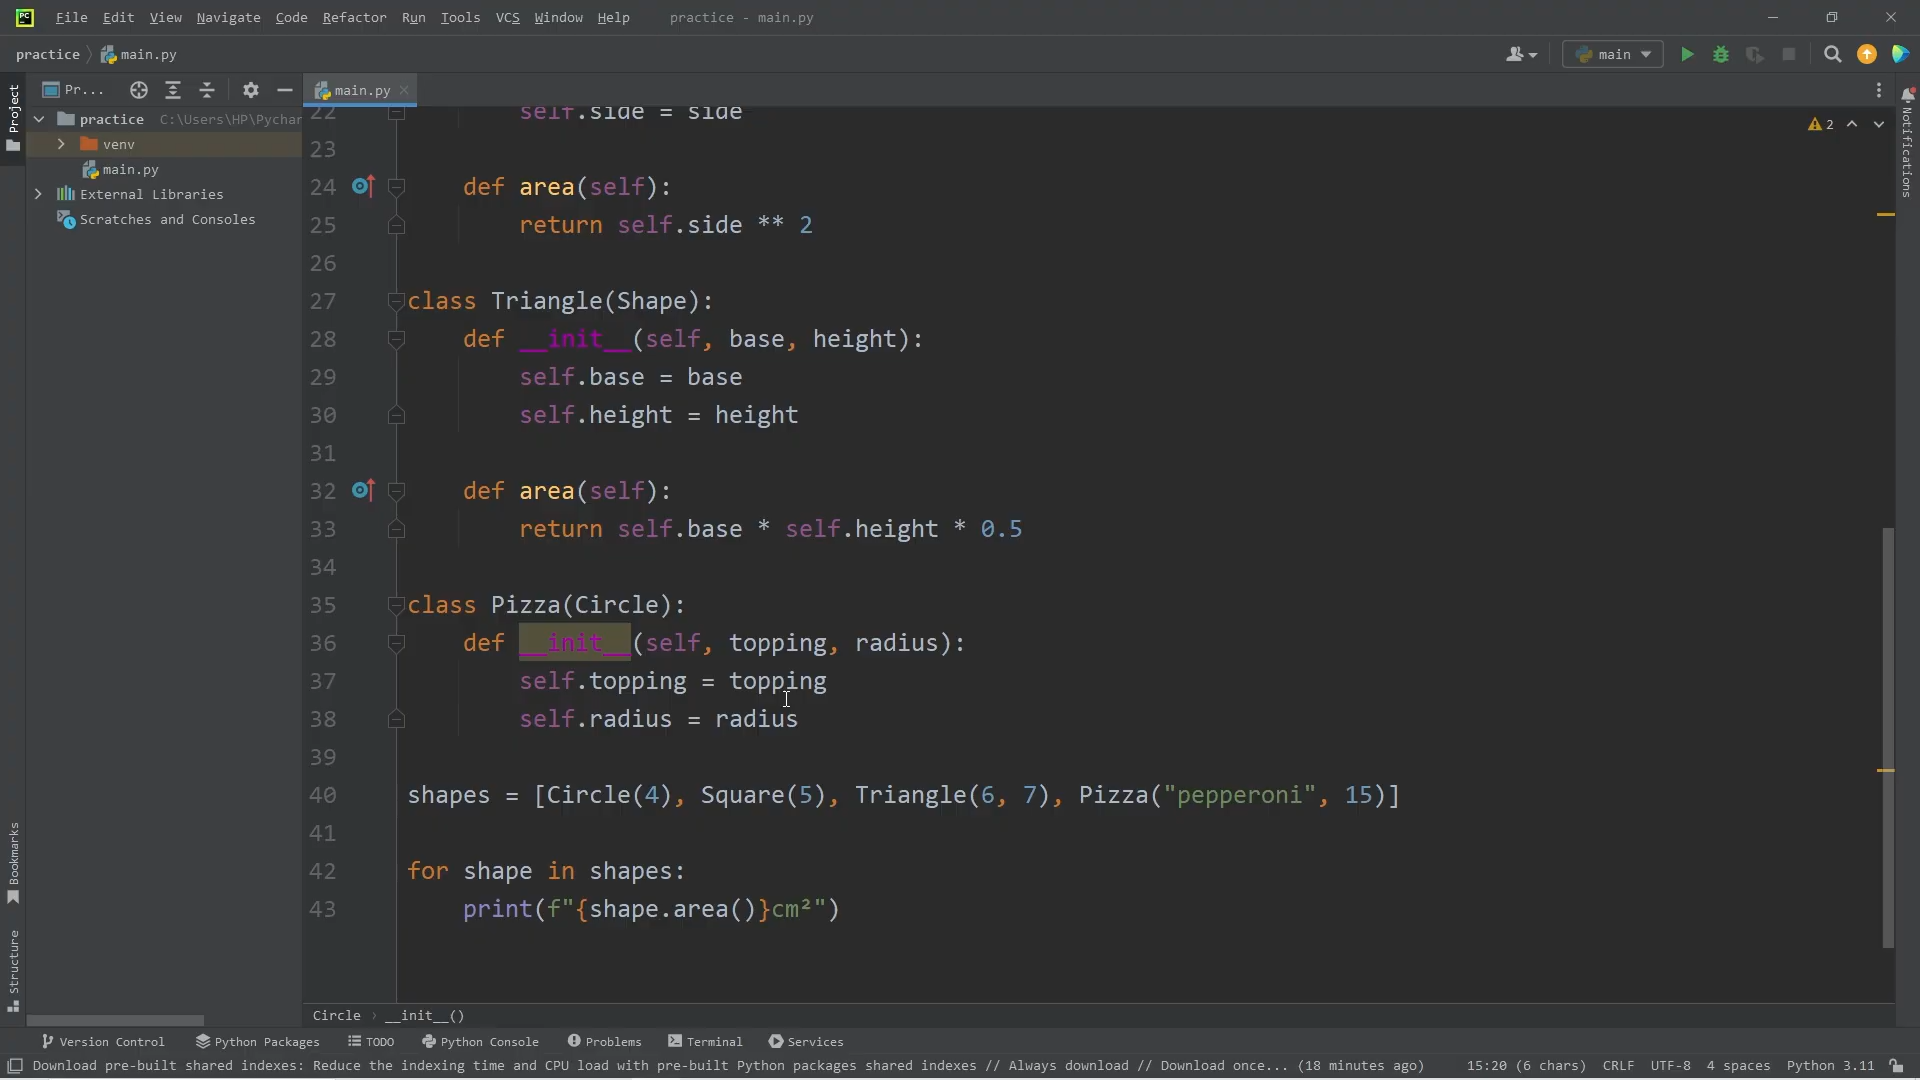 PC File Edit View Navigate Code Refactor Run Tools VCS Window Help practice - main.py
practice main.py main
Project Pr... main.py
Notifications
practice C:\Users\HP\Pychar
venv
main.py
External Libraries
Scratches and Consoles
2
22 self.side = side
23
24 def area(self):
25 return self.side ** 2
26
27 class Triangle(Shape):
28 def __init__(self, base, height):
29 self.base = base
30 self.height = height
31
32 def area(self):
33 return self.base * self.height * 0.5
34
35 class Pizza(Circle):
36 def __init__(self, topping, radius):
37 self.topping = topping
38 self.radius = radius
39
40 shapes = [Circle(4), Square(5), Triangle(6, 7), Pizza("pepperoni", 15)]
41
42 for shape in shapes:
43 print(f"{shape.area()}cm²")
Bookmarks
Structure
Circle __init__()
Version Control Python Packages TODO Python Console Problems Terminal Services
Download pre-built shared indexes: Reduce the indexing time and CPU load with pre-built Python packages shared indexes // Always download // Download once... (18 minutes ago) 15:20 (6 chars) CRLF UTF-8 4 spaces Python 3.11